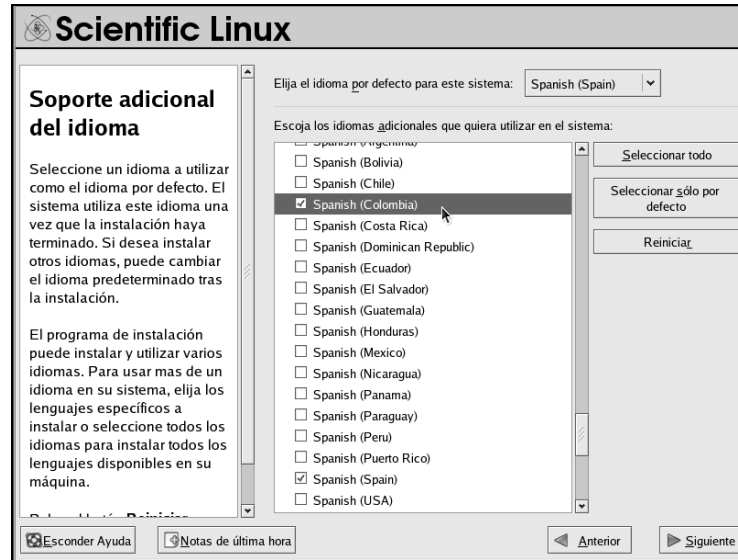 Scientific Linux
Soporte adicional
del idioma
Seleccione un idioma a utilizar
como el idioma por defecto. El
sistema utiliza este idioma una
vez que la instalación haya
terminado. Si desea instalar
otros idiomas, puede cambiar
el idioma predeterminado tras
la instalación.
El programa de instalación
puede instalar y utilizar varios
idiomas. Para usar mas de un
idioma en su sistema, elija los
lenguajes específicos a
instalar o seleccione todos los
idiomas para instalar todos los
lenguajes disponibles en su
máquina.
Elija el idioma por defecto para este sistema: Spanish (Spain)
Escoja los idiomas adicionales que quiera utilizar en el sistema:
Spanish (Argentina)
Spanish (Bolivia)
Spanish (Chile)
Spanish (Colombia)
Spanish (Costa Rica)
Spanish (Dominican Republic)
Spanish (Ecuador)
Spanish (El Salvador)
Spanish (Guatemala)
Spanish (Honduras)
Spanish (Mexico)
Spanish (Nicaragua)
Spanish (Panama)
Spanish (Paraguay)
Spanish (Peru)
Spanish (Puerto Rico)
Spanish (Spain)
Spanish (USA)
Seleccionar todo
Seleccionar sólo por
defecto
Reiniciar
Esconder Ayuda
Notas de última hora
Anterior
Siguiente